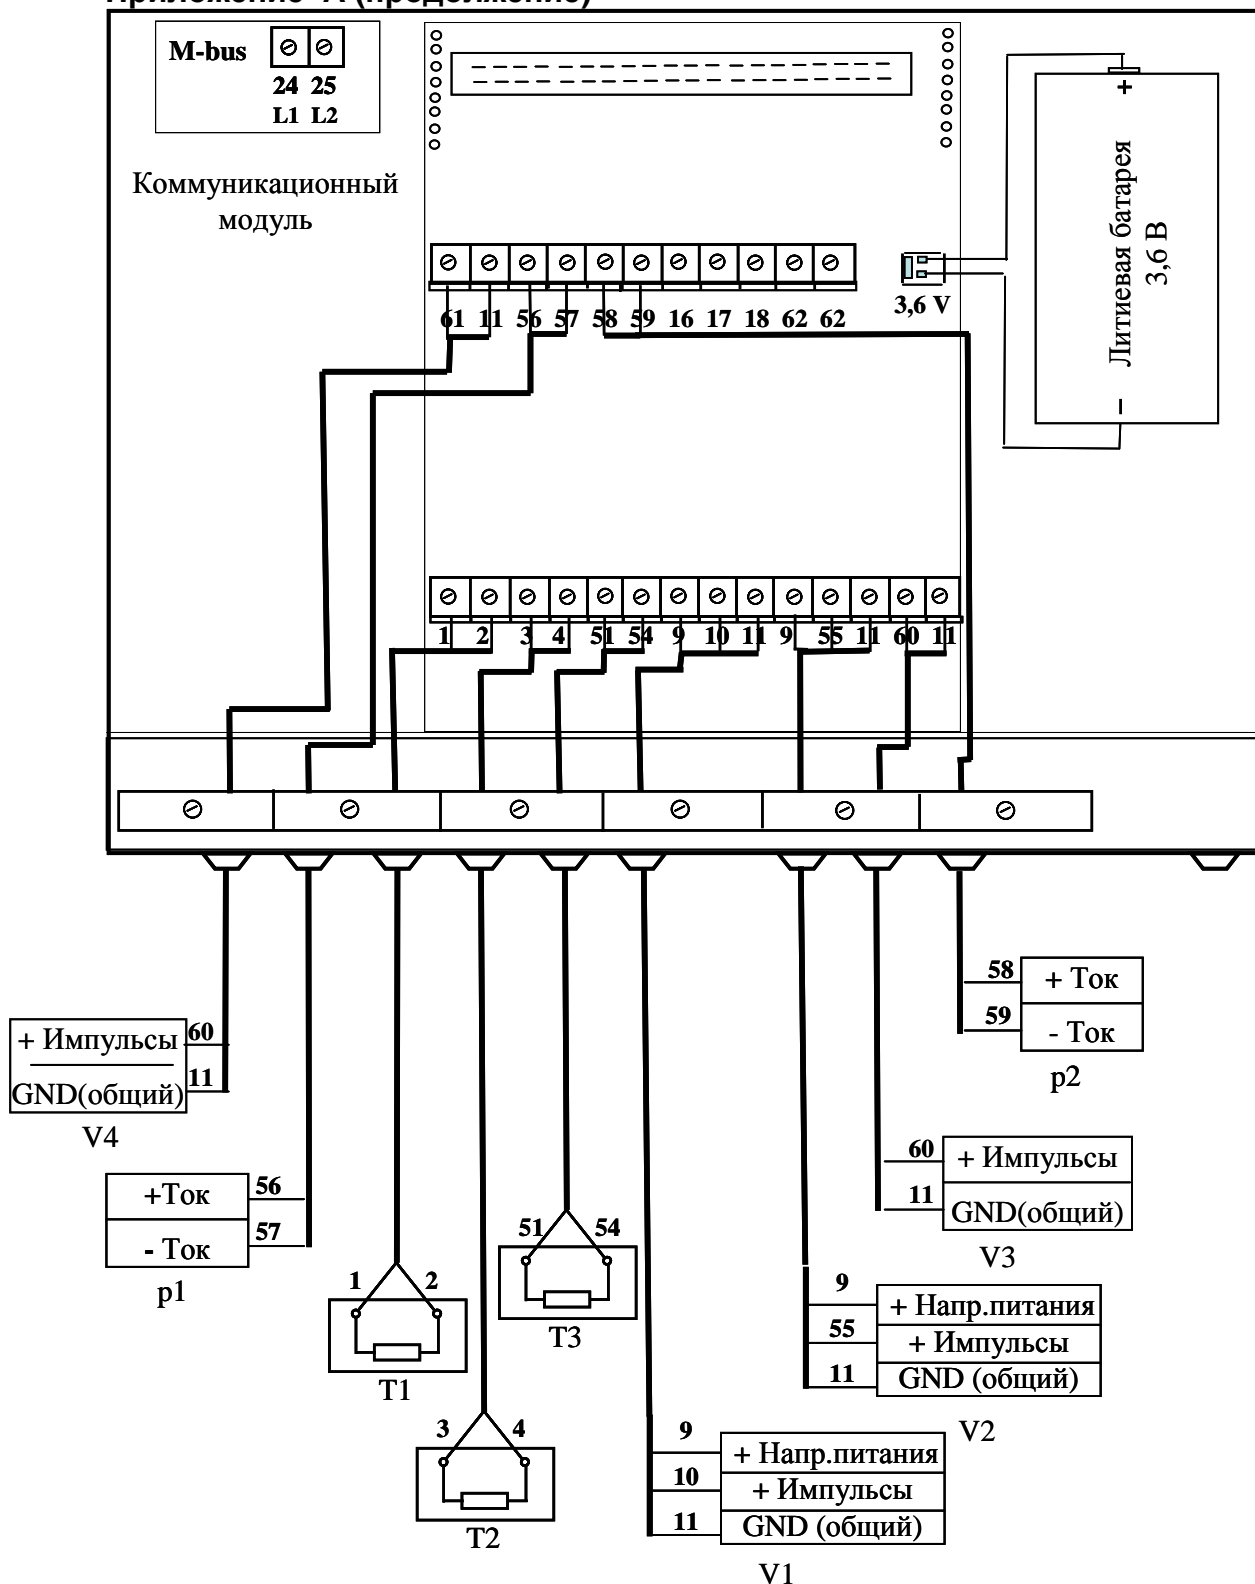 Приложение А (продолжение)
M-bus
24 25
L1 L2
Коммуникационный
модуль
+
Литиевая батарея
3,6 В
–
3,6 V
61 11 56 57 58 59 16 17 18 62 62
1 2 3 4 51 54 9 10 11 9 55 11 60 11
58 + Ток
59 - Ток
p2
+ Импульсы 60
GND(общий) 11
V4
60 + Импульсы
11 GND(общий)
V3
+Ток 56
- Ток 57
p1
51 54
T3
1 2
T1
9 + Напр.питания
55 + Импульсы
11 GND (общий)
V2
3 4
T2
9 + Напр.питания
10 + Импульсы
11 GND (общий)
V1